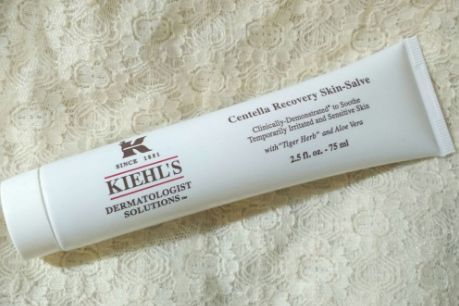 K
SINCE 1851
KIEHL'S
DERMATOLOGIST
SOLUTIONS™
Centella Recovery Skin-Salve
Clinically-Demonstrated* to Soothe
Temporarily Irritated and Sensitive Skin
with "Tiger Herb" and Aloe Vera
2.5 fl. oz. - 75 ml